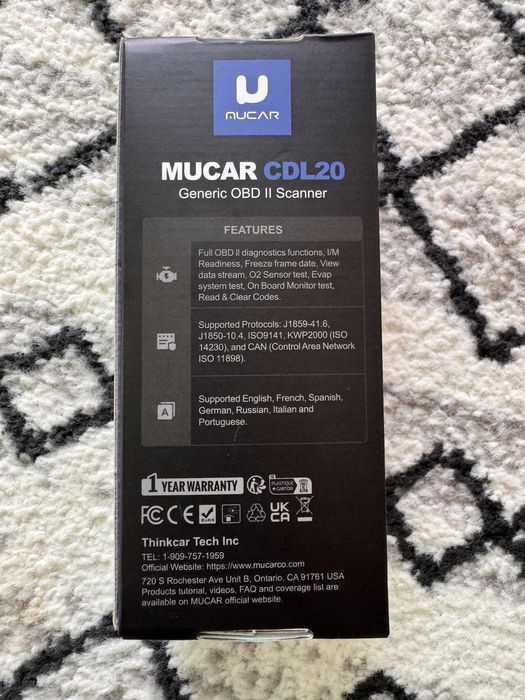 MUCAR
MUCAR CDL20
Generic OBD II Scanner
FEATURES
Full OBD II diagnostics functions, I/M
Readiness, Freeze frame date, View
data stream, O2 Sensor test, Evap
system test, On Board Monitor test,
Read & Clear Codes.
Supported Protocols: J1859-41.6,
J1850-10.4, ISO9141, KWP2000 (ISO
14230), and CAN (Control Area Network
ISO 11898).
A
Supported English, French, Spanish,
German, Russian, Italian and
Portuguese.
1 YEAR WARRANTY
PLASTIQUE
+ CARTON
FC CE RoHS UK
CA
Thinkcar Tech Inc
TEL: 1-909-757-1959
Official Website: https://www.mucarco.com
720 S Rochester Ave Unit B, Ontario, CA 91761 USA
Products tutorial, videos, FAQ and coverage list are
available on MUCAR official website.